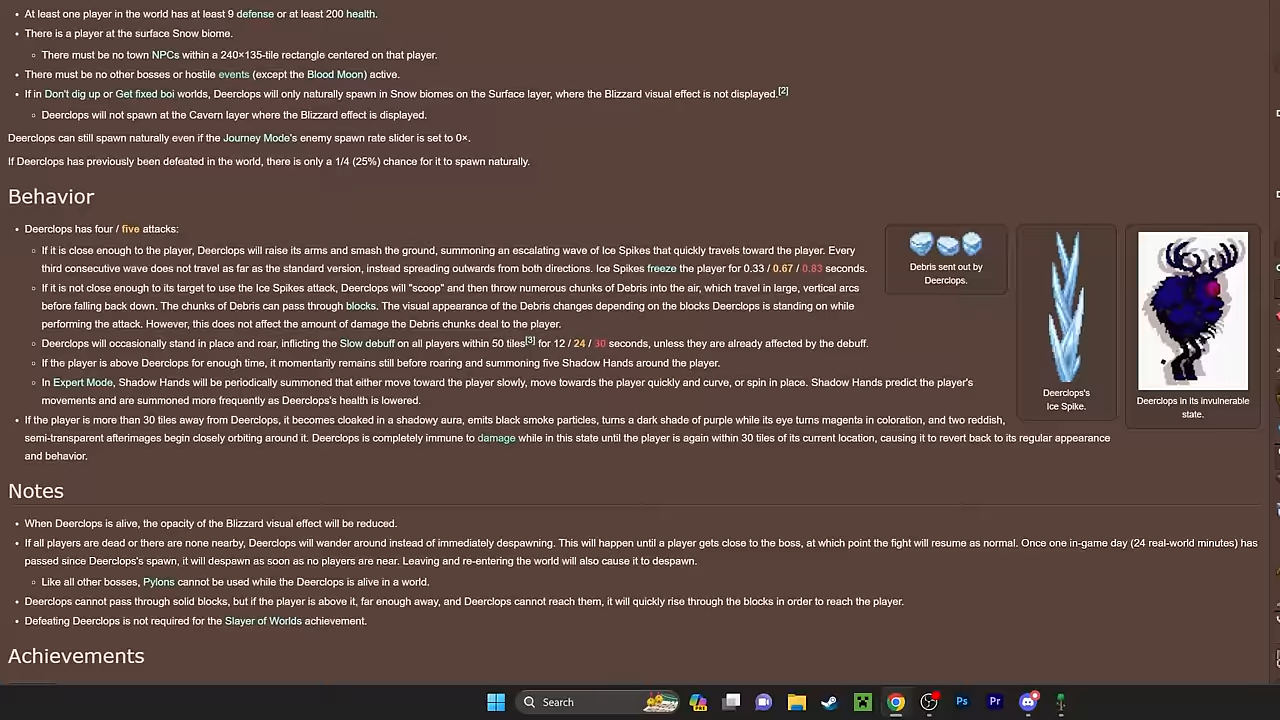 At least one player in the world has at least 9 defense or at least 200 health.
There is a player at the surface Snow biome.
There must be no town NPCs within a 240×135-tile rectangle centered on that player.
There must be no other bosses or hostile events (except the Blood Moon) active.
If in Don't dig up or Get fixed boi worlds, Deerclops will only naturally spawn in Snow biomes on the Surface layer, where the Blizzard visual effect is not displayed.[2]
Deerclops will not spawn at the Cavern layer where the Blizzard effect is displayed.
Deerclops can still spawn naturally even if the Journey Mode's enemy spawn rate slider is set to 0×.
If Deerclops has previously been defeated in the world, there is only a 1/4 (25%) chance for it to spawn naturally.
Behavior
Deerclops has four / five attacks:
If it is close enough to the player, Deerclops will raise its arms and smash the ground, summoning an escalating wave of Ice Spikes that quickly travels toward the player. Every
third consecutive wave does not travel as far as the standard version, instead spreading outwards from both directions. Ice Spikes freeze the player for 0.33 / 0.67 / 0.83 seconds.
If it is not close enough to its target to use the Ice Spikes attack, Deerclops will "scoop" and then throw numerous chunks of Debris into the air, which travel in large, vertical arcs
before falling back down. The chunks of Debris can pass through blocks. The visual appearance of the Debris changes depending on the blocks Deerclops is standing on while
performing the attack. However, this does not affect the amount of damage the Debris chunks deal to the player.
Deerclops will occasionally stand in place and roar, inflicting the Slow debuff on all players within 50 tiles[3] for 12 / 24 / 30 seconds, unless they are already affected by the debuff.
If the player is above Deerclops for enough time, it momentarily remains still before roaring and summoning five Shadow Hands around the player.
In Expert Mode, Shadow Hands will be periodically summoned that either move toward the player slowly, move towards the player quickly and curve, or spin in place. Shadow Hands predict the player's
movements and are summoned more frequently as Deerclops's health is lowered.
If the player is more than 30 tiles away from Deerclops, it becomes cloaked in a shadowy aura, emits black smoke particles, turns a dark shade of purple while its eye turns magenta in coloration, and two reddish,
semi-transparent afterimages begin closely orbiting around it. Deerclops is completely immune to damage while in this state until the player is again within 30 tiles of its current location, causing it to revert back to its regular appearance
and behavior.
Debris sent out by
Deerclops.
Deerclops's
Ice Spike.
Deerclops in its invulnerable
state.
Notes
When Deerclops is alive, the opacity of the Blizzard visual effect will be reduced.
If all players are dead or there are none nearby, Deerclops will wander around instead of immediately despawning. This will happen until a player gets close to the boss, at which point the fight will resume as normal. Once one in-game day (24 real-world minutes) has
passed since Deerclops's spawn, it will despawn as soon as no players are near. Leaving and re-entering the world will also cause it to despawn.
Like all other bosses, Pylons cannot be used while the Deerclops is alive in a world.
Deerclops cannot pass through solid blocks, but if the player is above it, far enough away, and Deerclops cannot reach them, it will quickly rise through the blocks in order to reach the player.
Defeating Deerclops is not required for the Slayer of Worlds achievement.
Achievements
Search
PRE
Ps
Pr